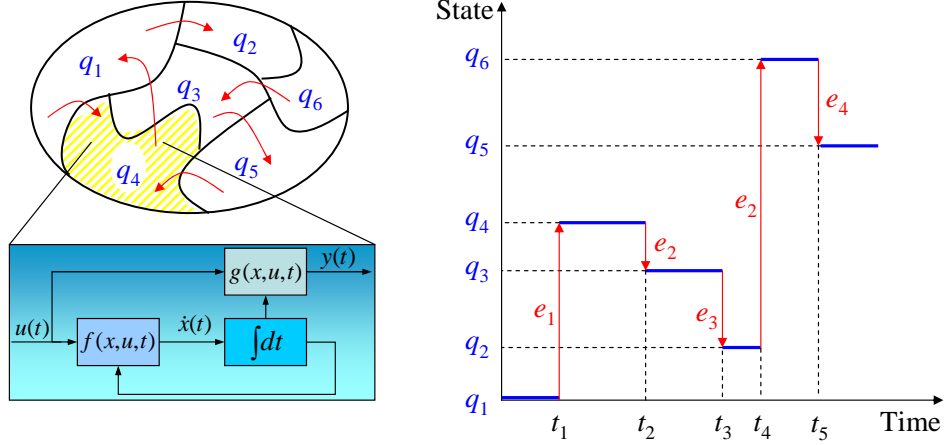 q₁
q₂
q₃
q₆
q₄
q₅
g(x,u,t)
y(t)
u(t)
f(x,u,t)
ẋ(t)
∫dt
State
q₆
e₄
q₅
e₂
q₄
e₂
q₃
e₁
e₃
q₂
q₁
t₁ t₂ t₃ t₄ t₅ Time